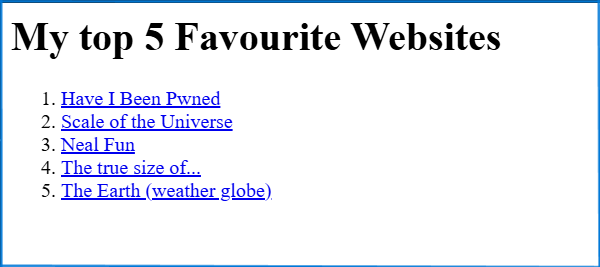 My top 5 Favourite Websites
1. Have I Been Pwned
2. Scale of the Universe
3. Neal Fun
4. The true size of...
5. The Earth (weather globe)